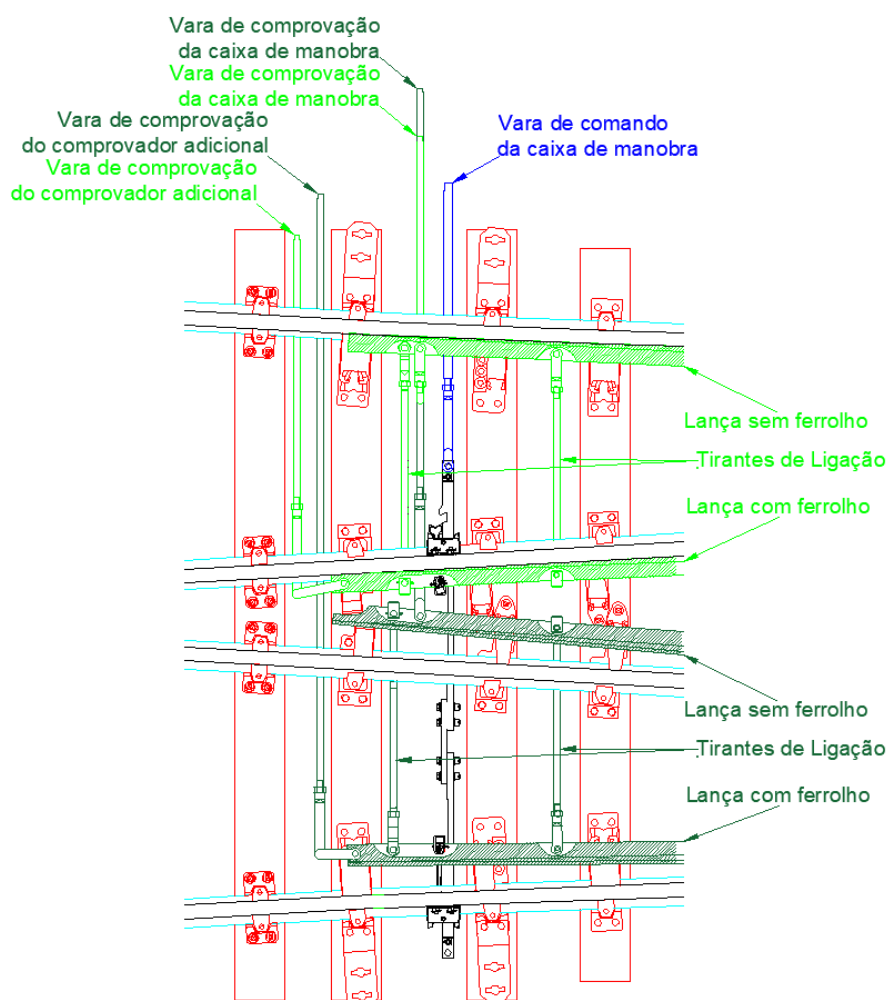 Vara de comprovação
da caixa de manobra
Vara de comprovação
da caixa de manobra
Vara de comprovação
do comprovador adicional
Vara de comprovação
do comprovador adicional
Vara de comando
da caixa de manobra
Lança sem ferrolho
Tirantes de Ligação
Lança com ferrolho
Lança sem ferrolho
Tirantes de Ligação
Lança com ferrolho